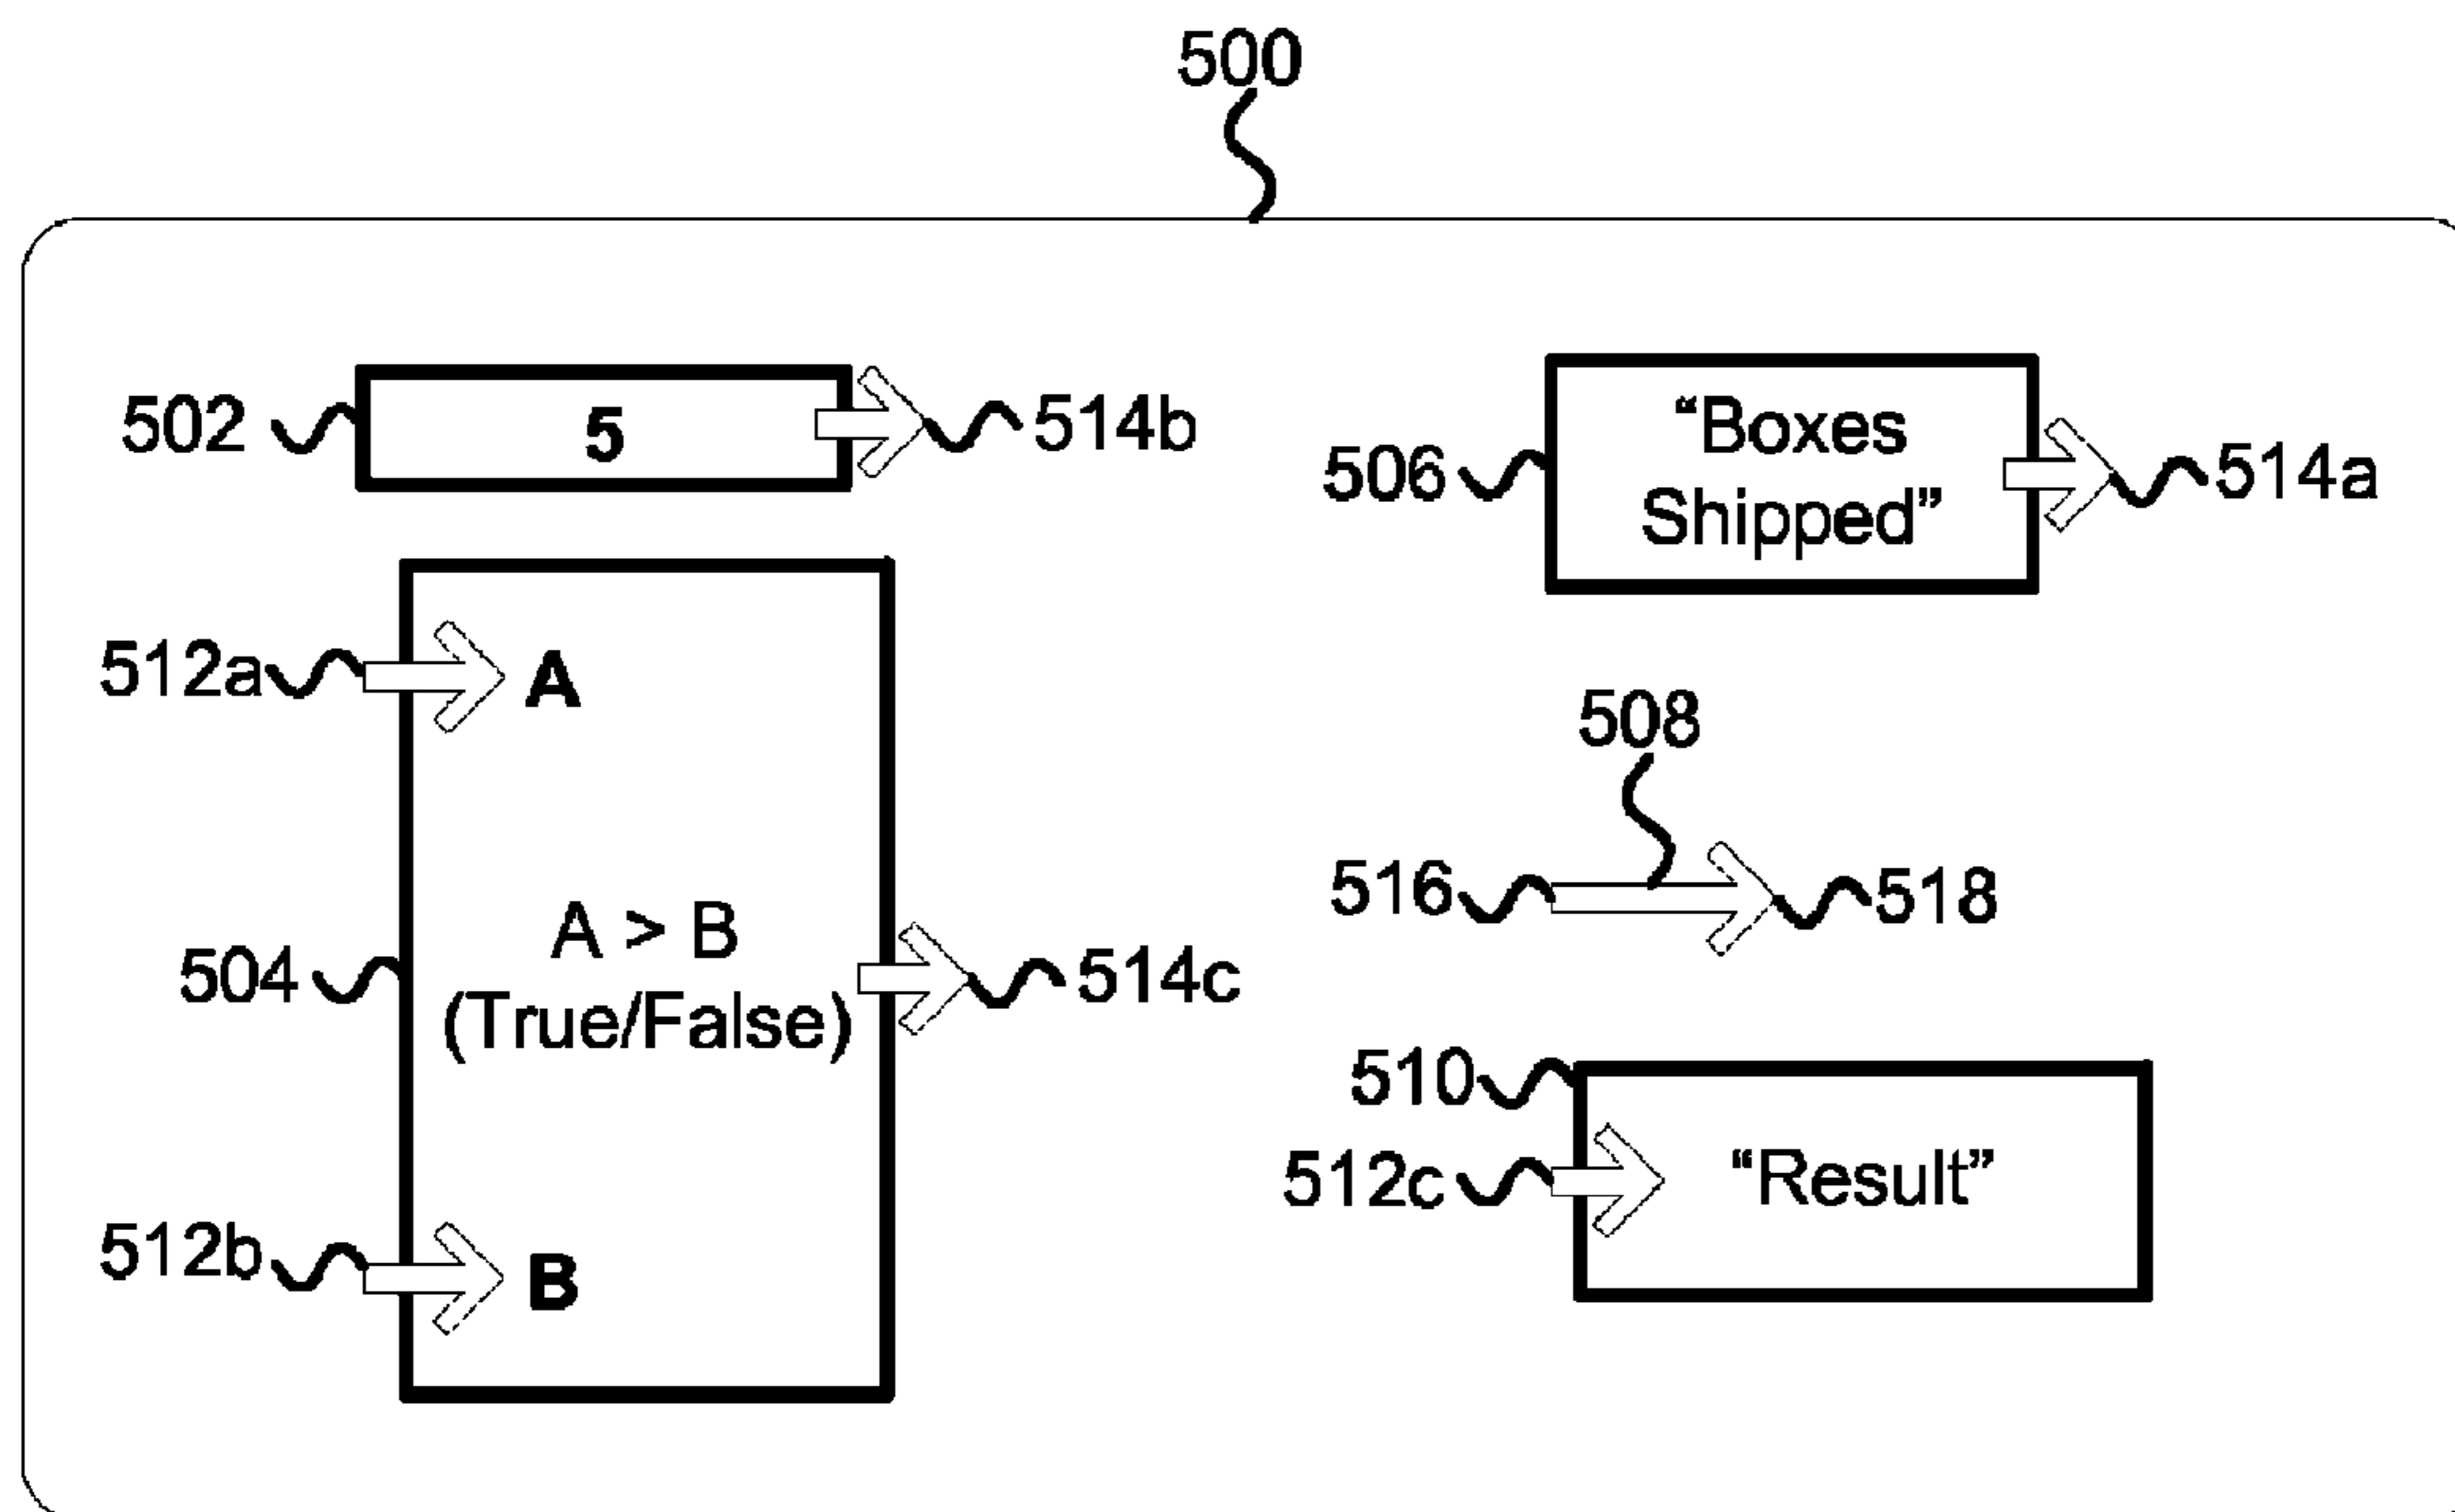 500
502
5
514b
506
“Boxes
Shipped”
514a
512a
A
508
516
518
504
A > B
(True/False)
514c
510
512c
“Result”
512b
B